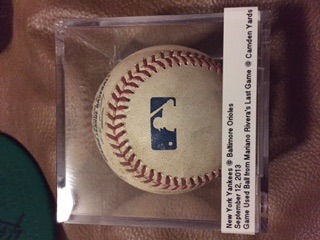 New York Yankees @ Baltimore Orioles
September 12, 2013
Game Used Ball from Mariano Rivera's Last Game @ Camden Yards